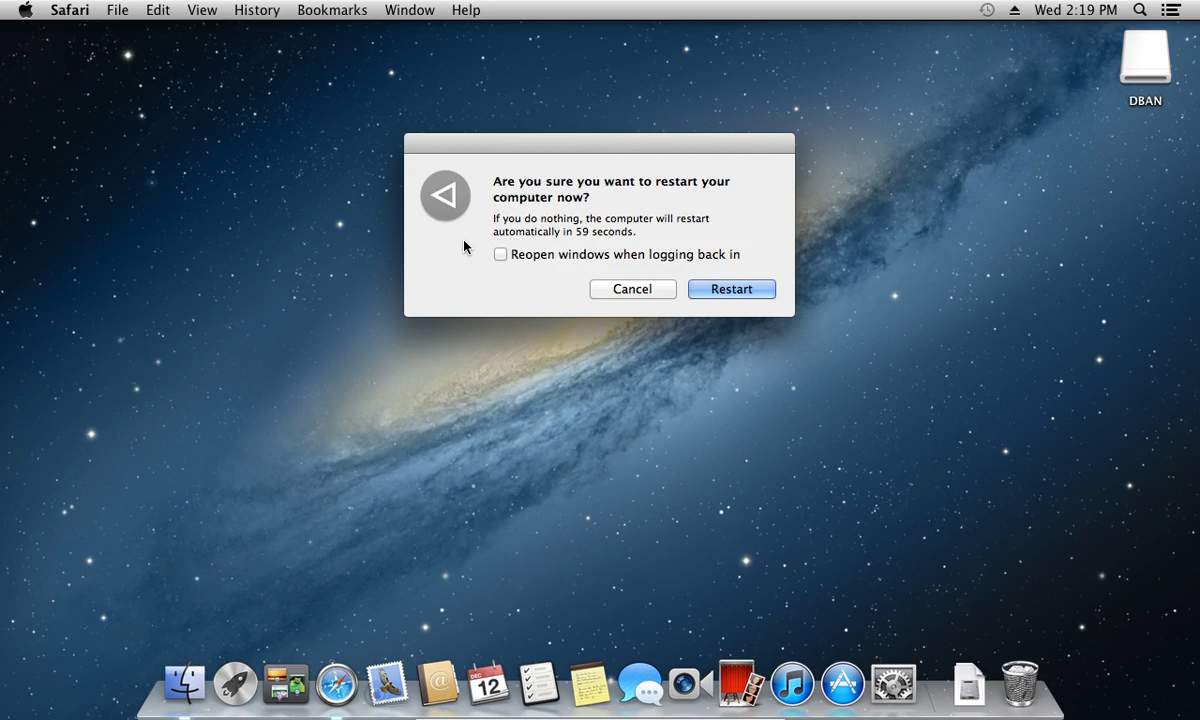 Safari File Edit View History Bookmarks Window Help Wed 2:19 PM
DBAN
Are you sure you want to restart your
computer now?
If you do nothing, the computer will restart
automatically in 59 seconds.
Reopen windows when logging back in
Cancel Restart
@
DEC
12